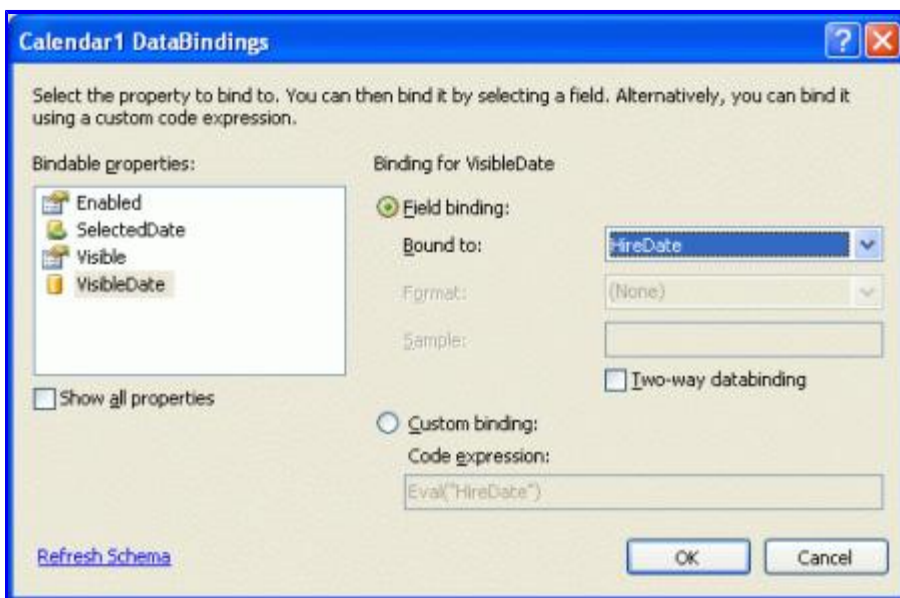 Calendar1 DataBindings
Select the property to bind to. You can then bind it by selecting a field. Alternatively, you can bind it
using a custom code expression.
Bindable properties:
Enabled
SelectedDate
Visible
VisibleDate
Show all properties
Binding for VisibleDate
Field binding:
Bound to:
HireDate
Format:
(None)
Sample:
Two-way databinding
Custom binding:
Code expression:
Eval("HireDate")
Refresh Schema
OK
Cancel